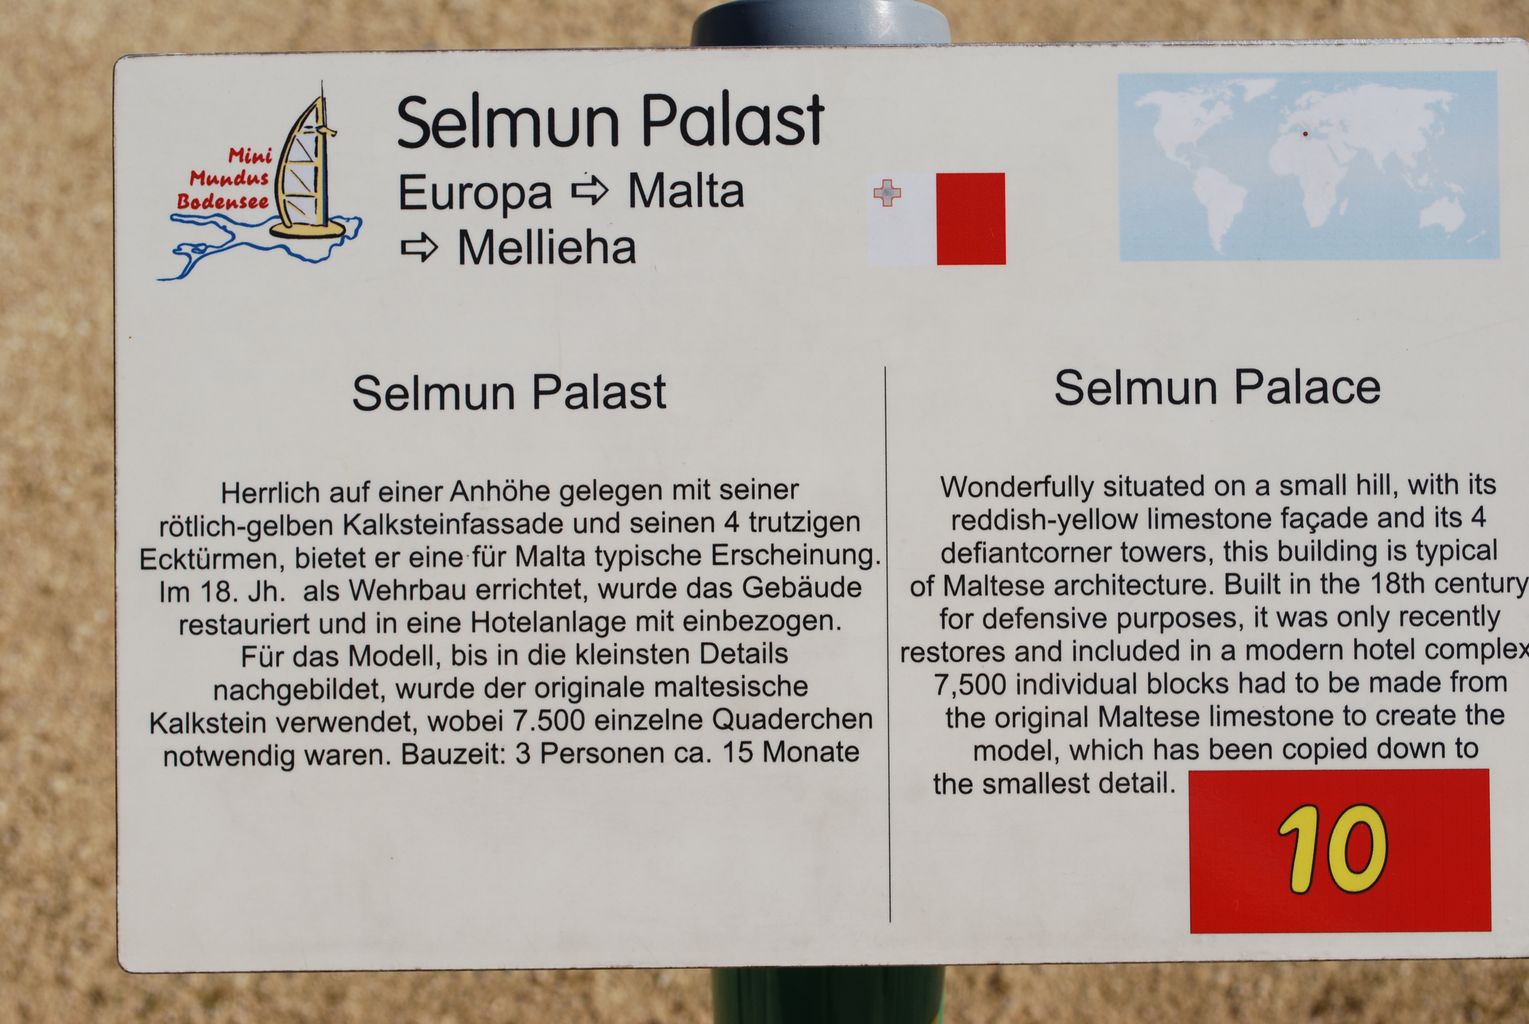 Mini
Mundus
Bodensee
Selmun Palast
Europa ⇨ Malta
⇨ Mellieha
Selmun Palast
Herrlich auf einer Anhöhe gelegen mit seiner
rötlich-gelben Kalksteinfassade und seinen 4 trutzigen
Ecktürmen, bietet er eine für Malta typische Erscheinung.
Im 18. Jh. als Wehrbau errichtet, wurde das Gebäude
restauriert und in eine Hotelanlage mit einbezogen.
Für das Modell, bis in die kleinsten Details
nachgebildet, wurde der originale maltesische
Kalkstein verwendet, wobei 7.500 einzelne Quaderchen
notwendig waren. Bauzeit: 3 Personen ca. 15 Monate
Selmun Palace
Wonderfully situated on a small hill, with its
reddish-yellow limestone façade and its 4
defiantcorner towers, this building is typical
of Maltese architecture. Built in the 18th century
for defensive purposes, it was only recently
restores and included in a modern hotel complex
7,500 individual blocks had to be made from
the original Maltese limestone to create the
model, which has been copied down to
the smallest detail.
10